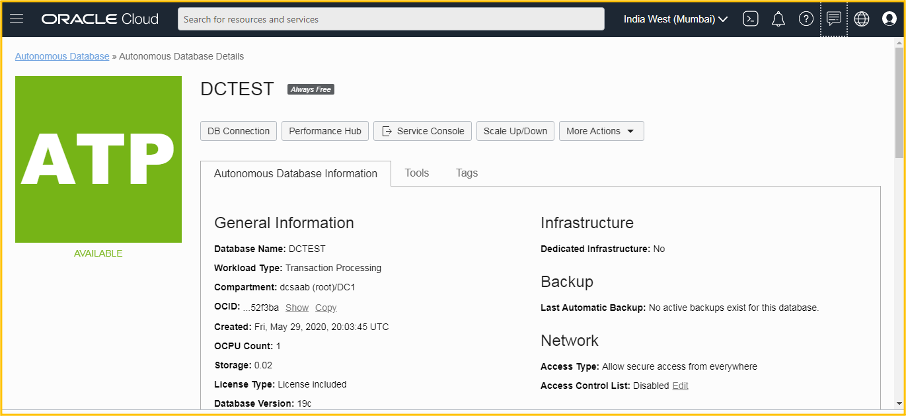 ORACLE Cloud
Search for resources and services
India West (Mumbai)
Autonomous Database » Autonomous Database Details
ATP
AVAILABLE
DCTEST Always Free
DB Connection Performance Hub Service Console Scale Up/Down More Actions
Autonomous Database Information Tools Tags
General Information
Database Name: DCTEST
Workload Type: Transaction Processing
Compartment: dcsaab (root)/DC1
OCID: ...52f3ba Show Copy
Created: Fri, May 29, 2020, 20:03:45 UTC
OCPU Count: 1
Storage: 0.02
License Type: License included
Database Version: 19c
Infrastructure
Dedicated Infrastructure: No
Backup
Last Automatic Backup: No active backups exist for this database.
Network
Access Type: Allow secure access from everywhere
Access Control List: Disabled Edit